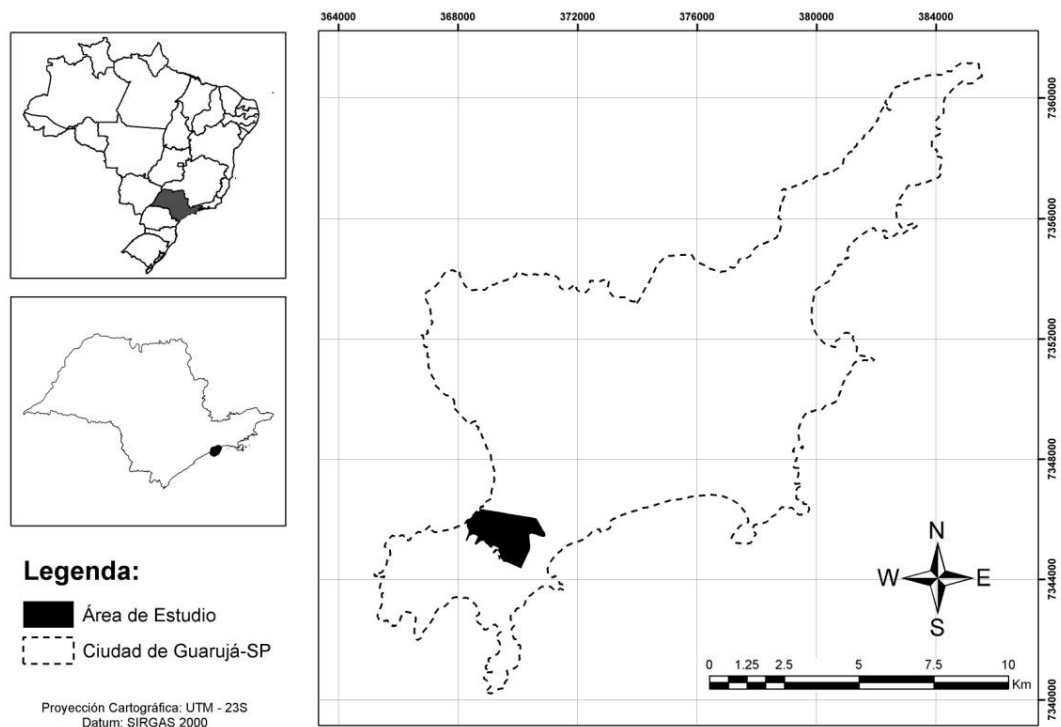 364000 368000 372000 376000 380000 384000
7360000
7356000
7352000
7348000
7344000
7340000
N
W E
S
0 1.25 2.5 5 7.5 10
Km
Legenda:
Área de Estudio
Ciudad de Guarujá-SP
Proyección Cartográfica: UTM - 23S
Datum: SIRGAS 2000